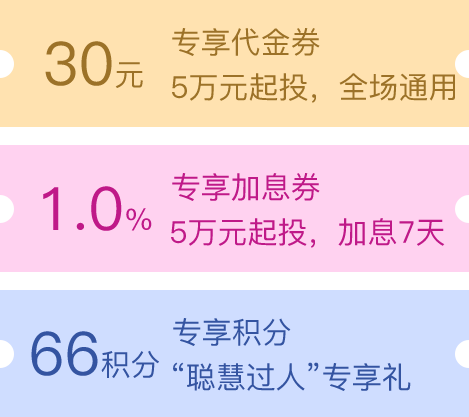 30元
专享代金券
5万元起投，全场通用
1.0%
专享加息券
5万元起投，加息7天
66积分
专享积分
“聪慧过人”专享礼